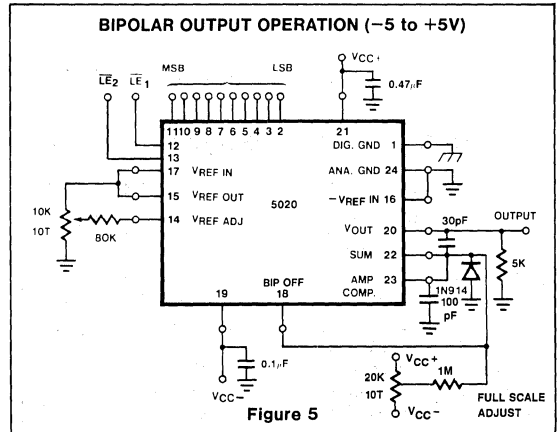 BIPOLAR OUTPUT OPERATION (−5 to +5V)
VCC+
LE2 LE1 MSB LSB
0.47µF
11 10 9 8 7 6 5 4 3 2 21
12
13
DIG. GND 1
17 VREF IN
ANA. GND 24
15 VREF OUT
−VREF IN 16
5020
10K
10T
80K
14 VREF ADJ
30pF OUTPUT
VOUT 20
SUM 22
5K
AMP 23
COMP.
1N914
100
pF
BIP OFF
19 18
0.1µF
VCC−
VCC+
20K
10T
1M
VCC−
FULL SCALE
ADJUST
Figure 5